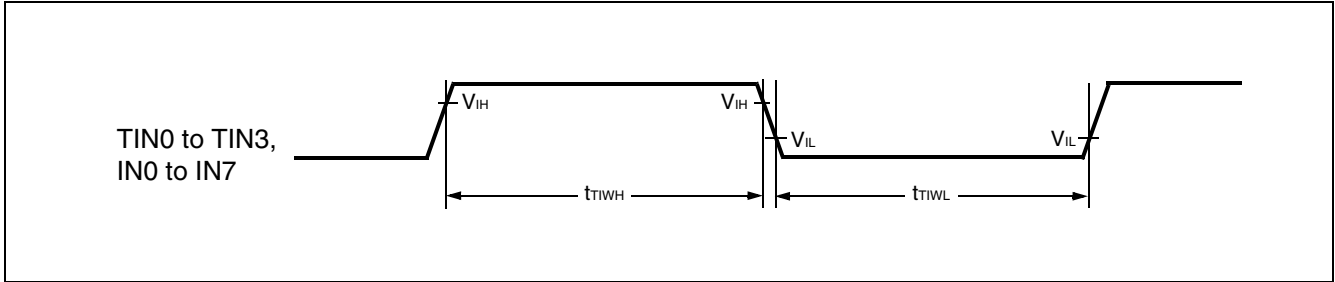 VIH
VIH
TIN0 to TIN3,
IN0 to IN7
VIL
VIL
tTIWH
tTIWL